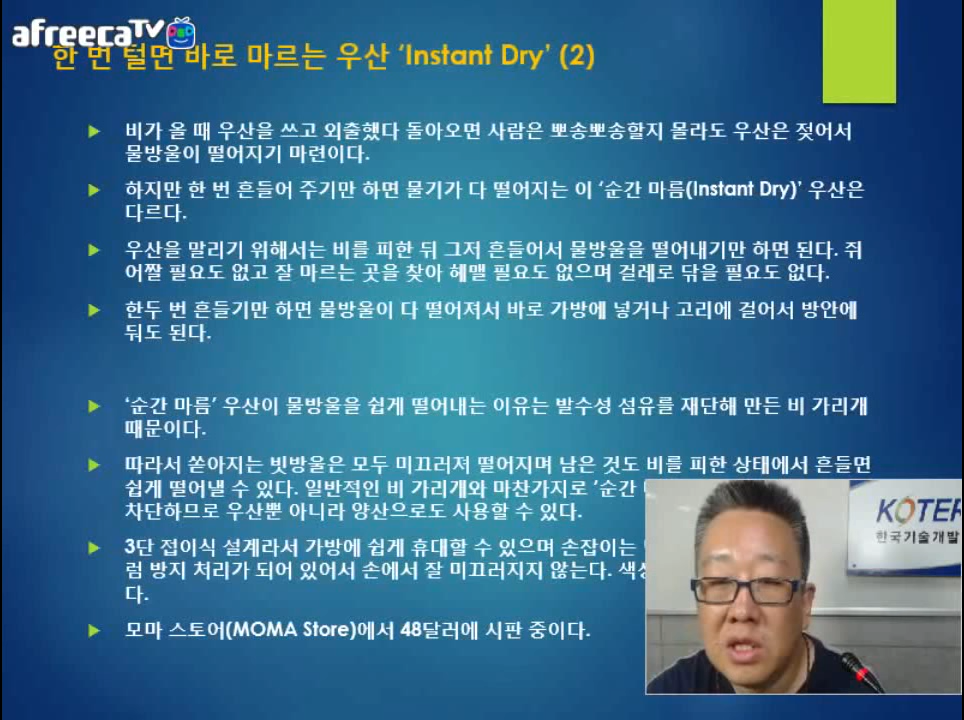 afreecaTV
한 번 털면 바로 마르는 우산 ‘Instant Dry’ (2)
비가 올 때 우산을 쓰고 외출했다 돌아오면 사람은 뽀송뽀송할지 몰라도 우산은 젖어서
물방울이 떨어지기 마련이다.
하지만 한 번 흔들어 주기만 하면 물기가 다 떨어지는 이 ‘순간 마름(Instant Dry)’ 우산은
다르다.
우산을 말리기 위해서는 비를 피한 뒤 그저 흔들어서 물방울을 떨어내기만 하면 된다. 쥐
어짤 필요도 없고 잘 마르는 곳을 찾아 헤맬 필요도 없으며 걸레로 닦을 필요도 없다.
한두 번 흔들기만 하면 물방울이 다 떨어져서 바로 가방에 넣거나 고리에 걸어서 방안에
둬도 된다.
‘순간 마름’ 우산이 물방울을 쉽게 떨어내는 이유는 발수성 섬유를 재단해 만든 비 가리개
때문이다.
따라서 쏟아지는 빗방울은 모두 미끄러져 떨어지며 남은 것도 비를 피한 상태에서 흔들면
쉽게 떨어낼 수 있다. 일반적인 비 가리개와 마찬가지로 ‘순간
차단하므로 우산뿐 아니라 양산으로도 사용할 수 있다.
3단 접이식 설계라서 가방에 쉽게 휴대할 수 있으며 손잡이는
럼 방지 처리가 되어 있어서 손에서 잘 미끄러지지 않는다. 색상
다.
모마 스토어(MOMA Store)에서 48달러에 시판 중이다.
KOTER
한국기술개발